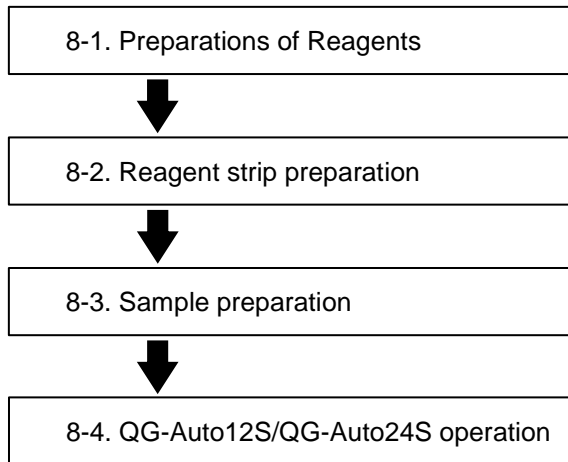 8-1. Preparations of Reagents
8-2. Reagent strip preparation
8-3. Sample preparation
8-4. QG-Auto12S/QG-Auto24S operation